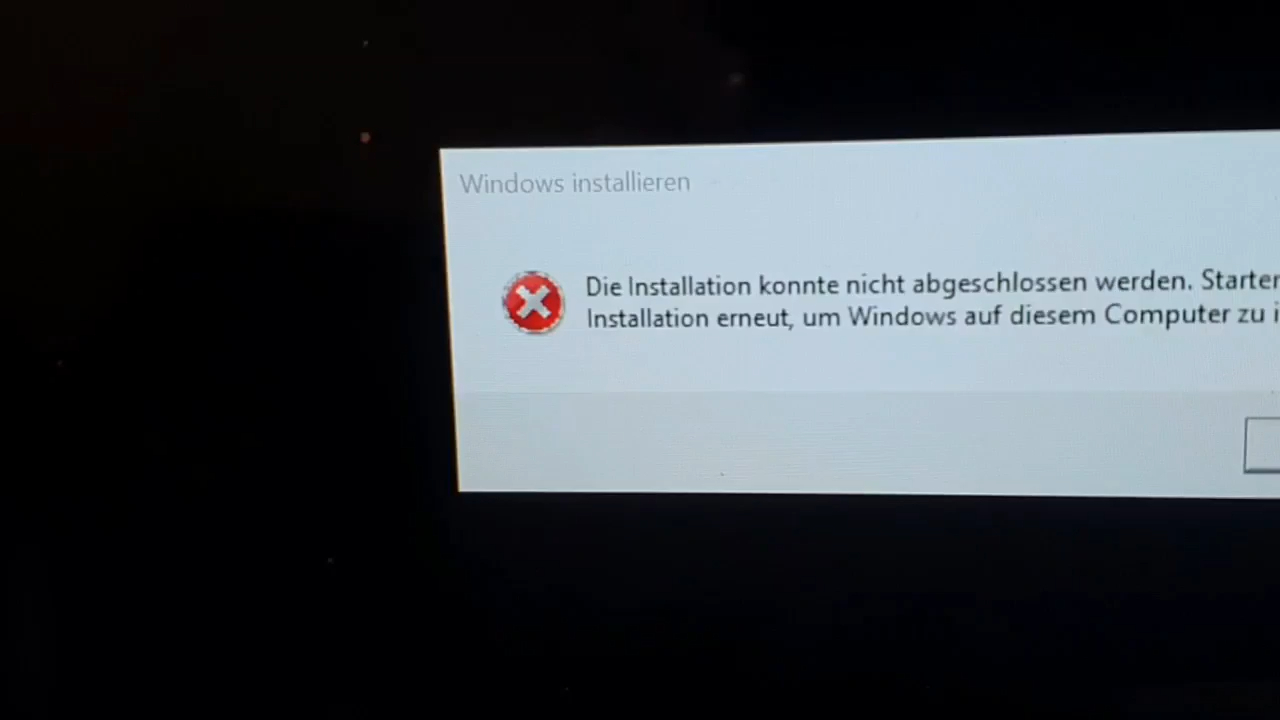 Windows installieren
Die Installation konnte nicht abgeschlossen werden.
Installation erneut, um Windows auf diesem Computer zu